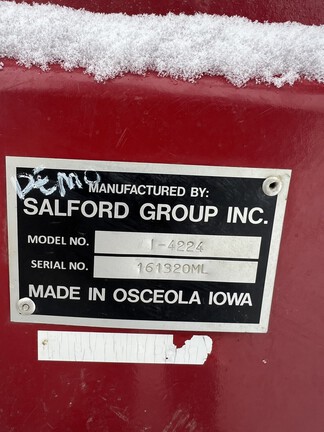 DEMO
MANUFACTURED BY:
SALFORD GROUP INC.
MODEL NO. I-4224
SERIAL NO. 161320ML
MADE IN OSCEOLA IOWA